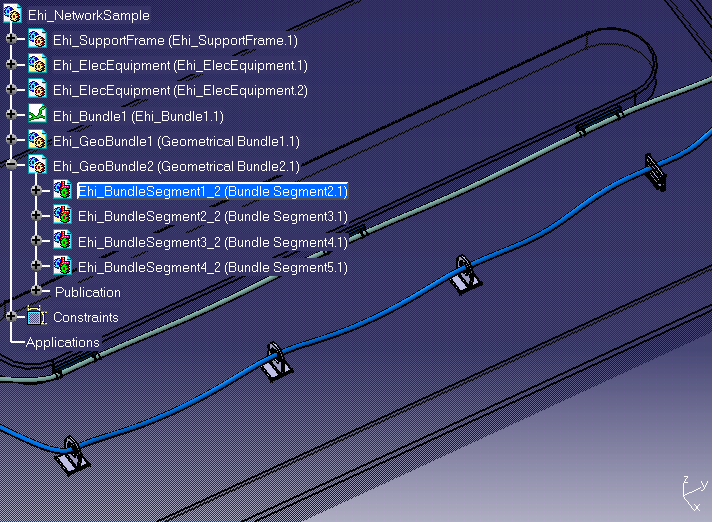 Ehi_NetworkSample
Ehi_SupportFrame (Ehi_SupportFrame.1)
Ehi_ElecEquipment (Ehi_ElecEquipment.1)
Ehi_ElecEquipment (Ehi_ElecEquipment.2)
Ehi_Bundle1 (Ehi_Bundle1.1)
Ehi_GeoBundle1 (Geometrical Bundle1.1)
Ehi_GeoBundle2 (Geometrical Bundle2.1)
Ehi_BundleSegment1_2 (Bundle Segment2.1)
Ehi_BundleSegment2_2 (Bundle Segment3.1)
Ehi_BundleSegment3_2 (Bundle Segment4.1)
Ehi_BundleSegment4_2 (Bundle Segment5.1)
Publication
Constraints
Applications
z
y
x